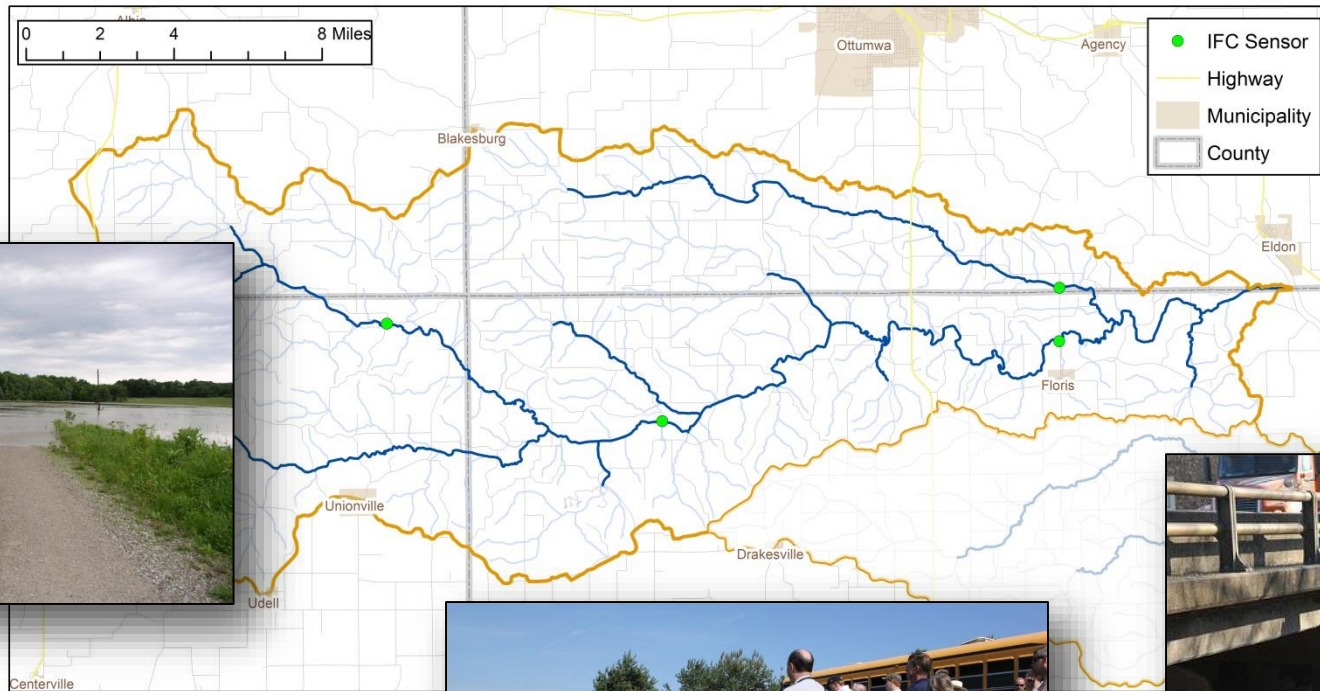 Albia
0 2 4 8 Miles
Ottumwa
Agency
IFC Sensor
Highway
Municipality
County
Blakesburg
Eldon
Floris
Unionville
Drakesville
Udell
Centerville